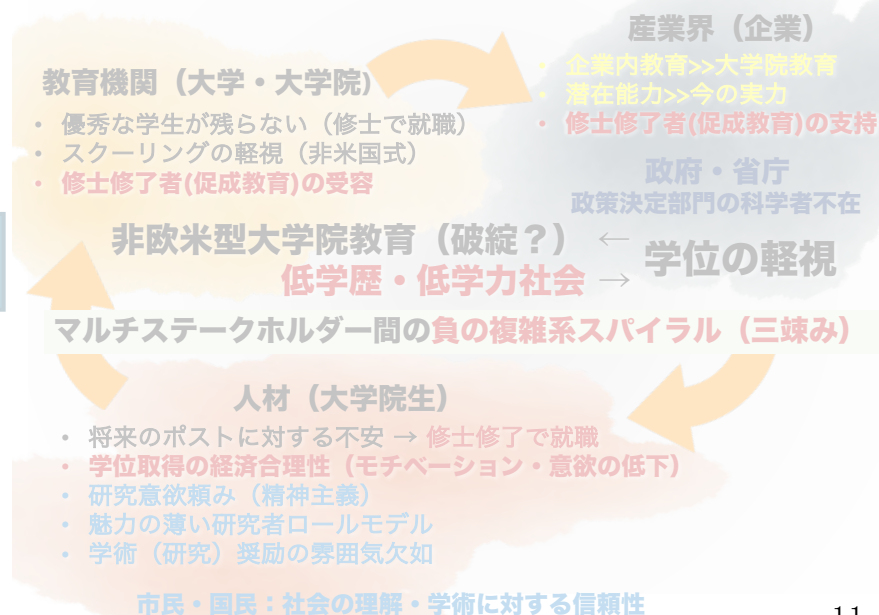 産業界（企業）
• 企業内教育>>大学院教育
• 潜在能力>>今の実力
• 修士修了者(促成教育)の支持
教育機関（大学・大学院）
• 優秀な学生が残らない（修士で就職）
• スクーリングの軽視（非米国式）
• 修士修了者(促成教育)の受容
政府・省庁
政策決定部門の科学者不在
非欧米型大学院教育（破綻？） ←
低学歴・低学力社会 →
学位の軽視
マルチステークホルダー間の負の複雑系スパイラル（三竦み）
人材（大学院生）
• 将来のポストに対する不安 → 修士修了で就職
• 学位取得の経済合理性（モチベーション・意欲の低下）
• 研究意欲頼み（精神主義）
• 魅力の薄い研究者ロールモデル
• 学術（研究）奨励の雰囲気欠如
市民・国民：社会の理解・学術に対する信頼性
11